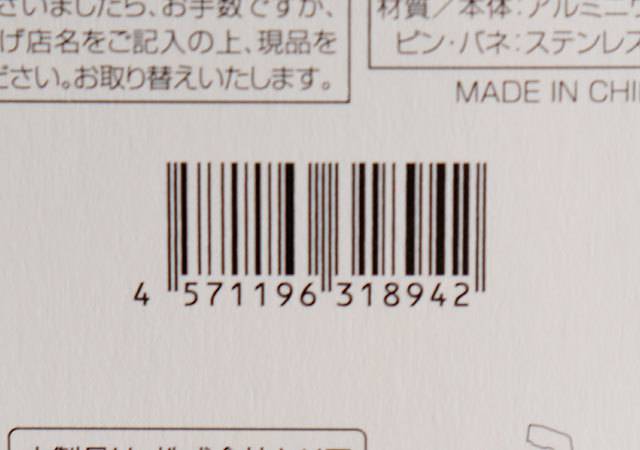 ざいましたら、お手数ですが、
げ店名をご記入の上、現品を
ださい。お取り替えいたします。
材質／本体：アルミニウ
ピン・バネ：ステンレス
MADE IN CHI
4 571196 318942